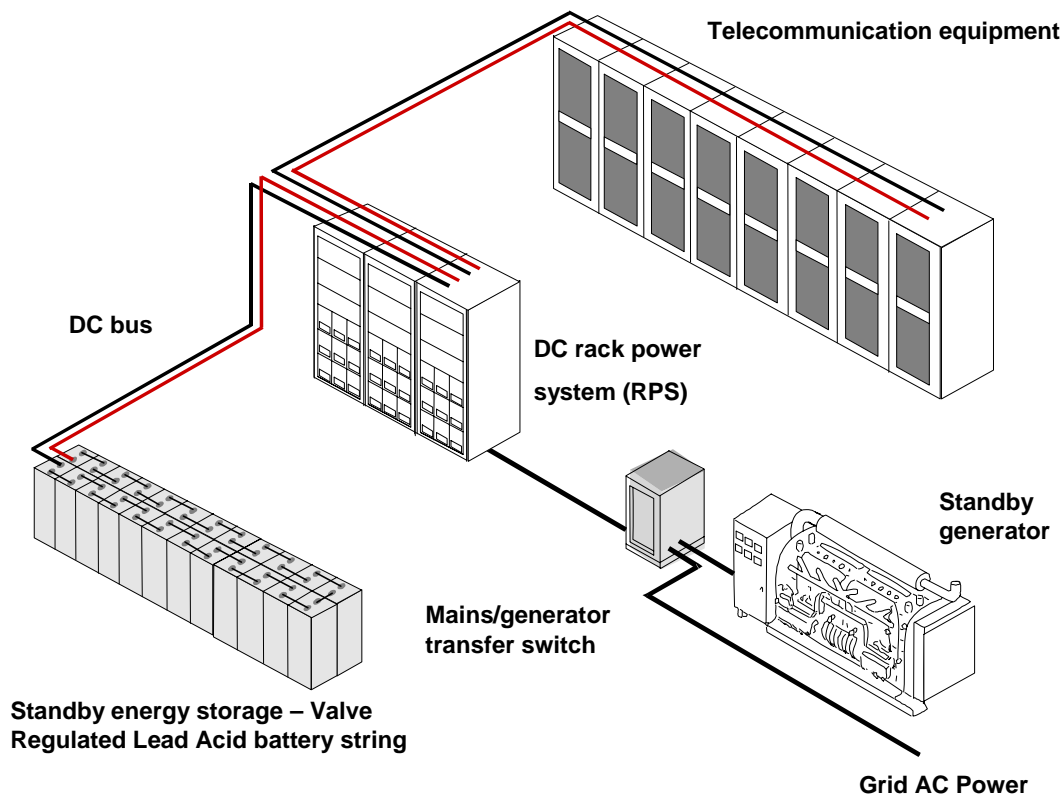 Telecommunication equipment
DC bus
DC rack power
system (RPS)
Standby
generator
Mains/generator
transfer switch
Standby energy storage – Valve
Regulated Lead Acid battery string
Grid AC Power